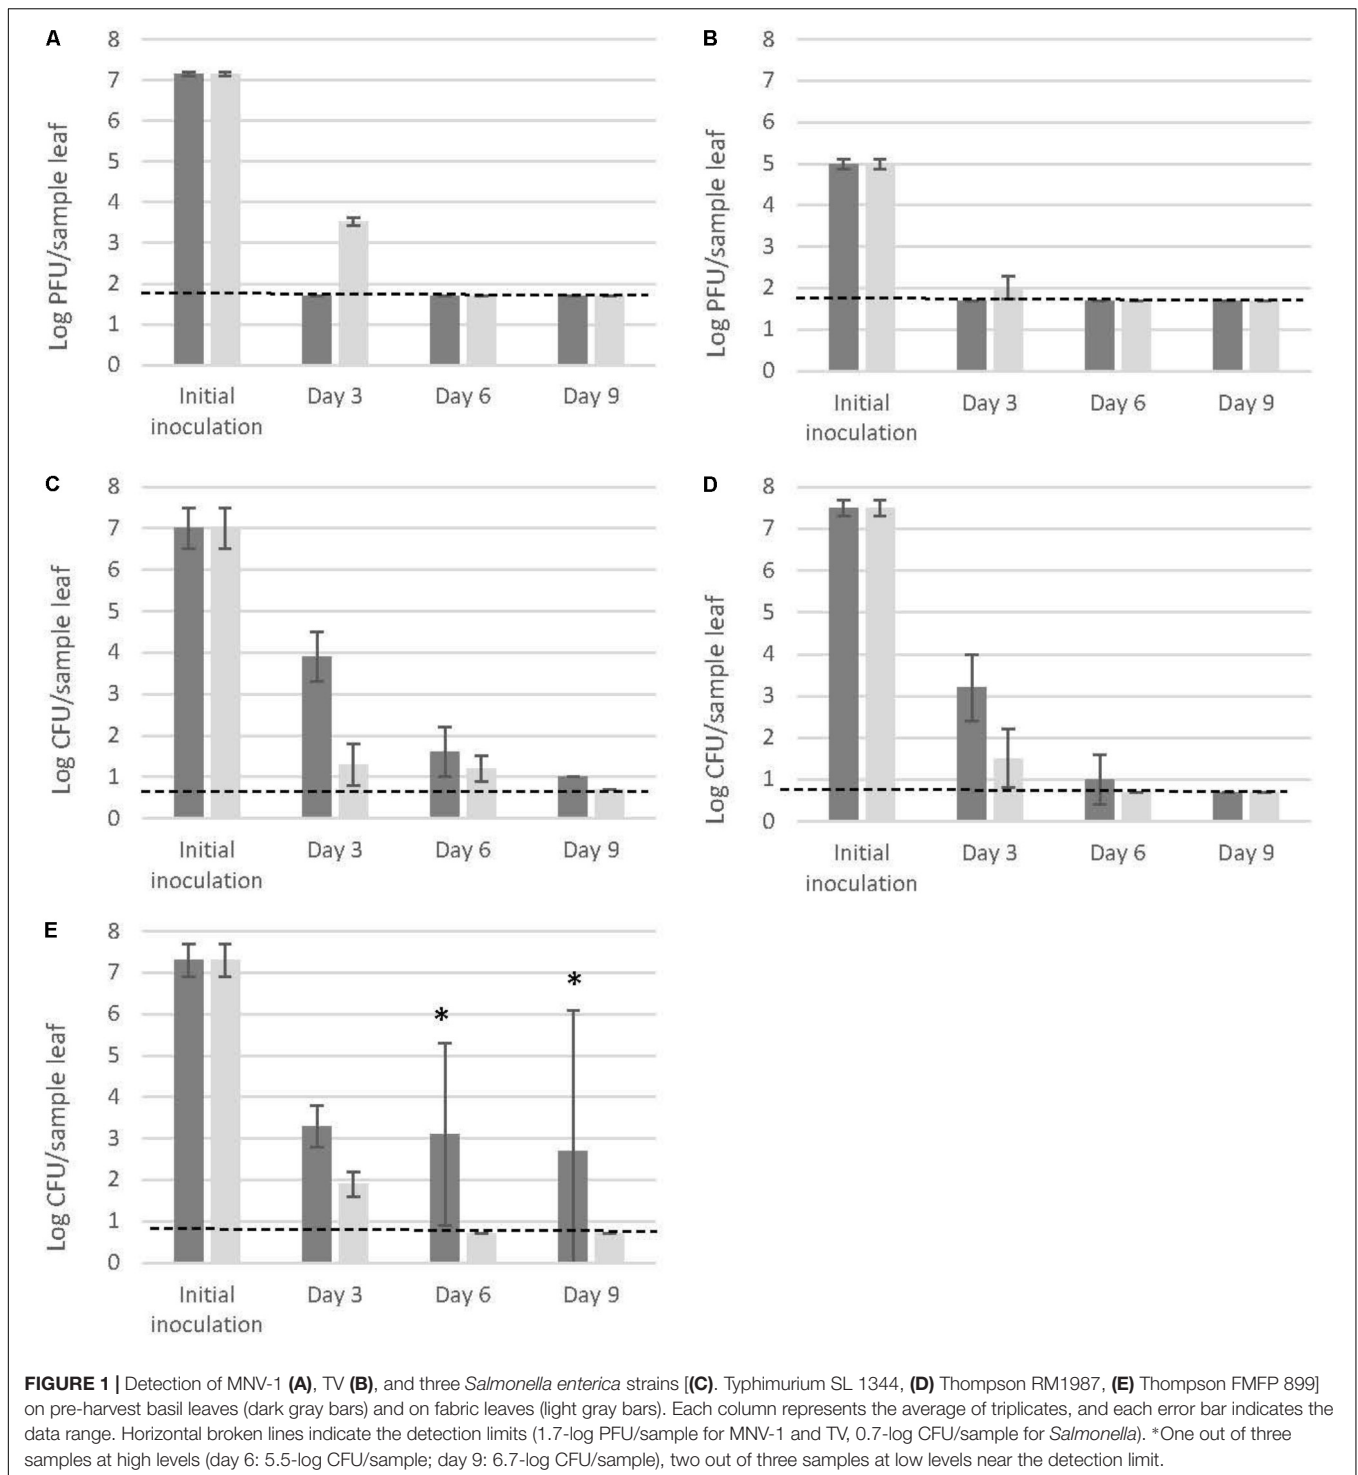 A
8
7
6
5
4
3
2
1
0
Log PFU/sample leaf
Initial
inoculation
Day 3
Day 6
Day 9
B
8
7
6
5
4
3
2
1
0
Log PFU/sample leaf
Initial
inoculation
Day 3
Day 6
Day 9
C
8
7
6
5
4
3
2
1
0
Log CFU/sample leaf
Initial
inoculation
Day 3
Day 6
Day 9
D
8
7
6
5
4
3
2
1
0
Log CFU/sample leaf
Initial
inoculation
Day 3
Day 6
Day 9
E
8
7
6
5
4
3
2
1
0
Log CFU/sample leaf
*
*
Initial
inoculation
Day 3
Day 6
Day 9
FIGURE 1 | Detection of MNV-1 (A), TV (B), and three Salmonella enterica strains [(C). Typhimurium SL 1344, (D) Thompson RM1987, (E) Thompson FMFP 899]
on pre-harvest basil leaves (dark gray bars) and on fabric leaves (light gray bars). Each column represents the average of triplicates, and each error bar indicates the
data range. Horizontal broken lines indicate the detection limits (1.7-log PFU/sample for MNV-1 and TV, 0.7-log CFU/sample for Salmonella). *One out of three
samples at high levels (day 6: 5.5-log CFU/sample; day 9: 6.7-log CFU/sample), two out of three samples at low levels near the detection limit.